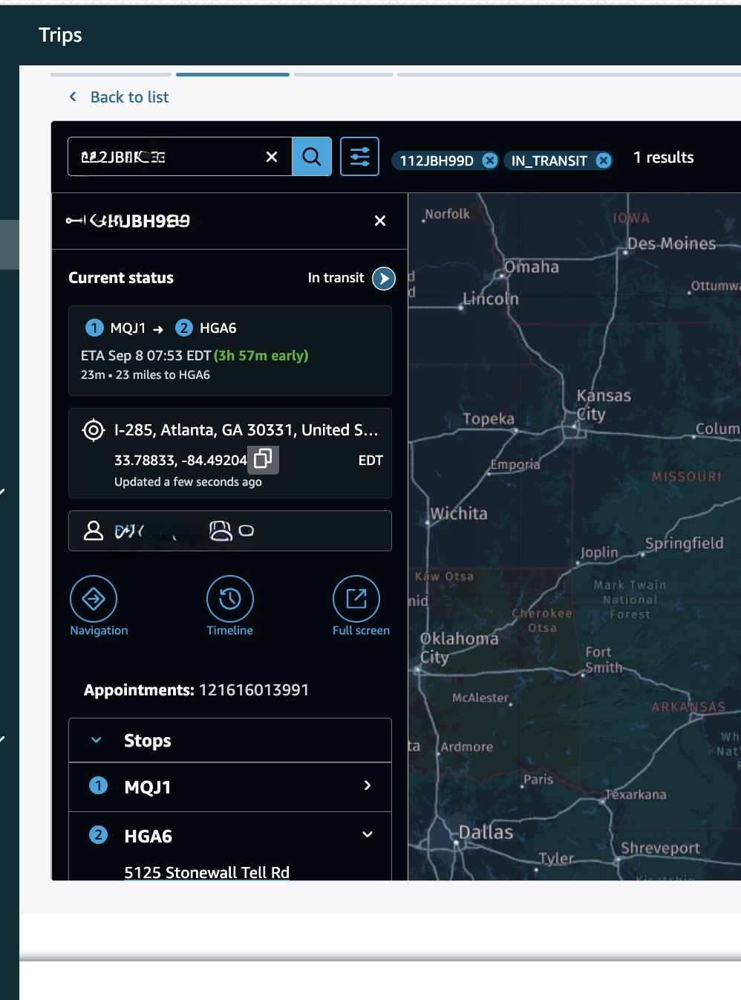 Trips
Back to list
112JBH99D
IN_TRANSIT
1 results
Current status
In transit
1 MQJ1 → 2 HGA6
ETA Sep 8 07:53 EDT (3h 57m early)
23m • 23 miles to HGA6
I-285, Atlanta, GA 30331, United S...
33.78833, -84.49204
EDT
Updated a few seconds ago
Navigation
Timeline
Full screen
Appointments: 121616013991
Stops
1 MQJ1
2 HGA6
5125 Stonewall Tell Rd
Norfolk
IOWA
Des Moines
Omaha
d
d
Ottumwa
Lincoln
Kansas
City
Topeka
Colum
Emporia
MISSOURI
Wichita
Springfield
Joplin
Kaw Otsa
Mark Twain
National
Forest
nid
Cherokee
Otsa
Oklahoma
City
Fort
Smith
McAlester
ARKANSAS
Wh
Nat'
ta
Ardmore
Paris
Texarkana
Dallas
Shreveport
Tyler
Kisatchie